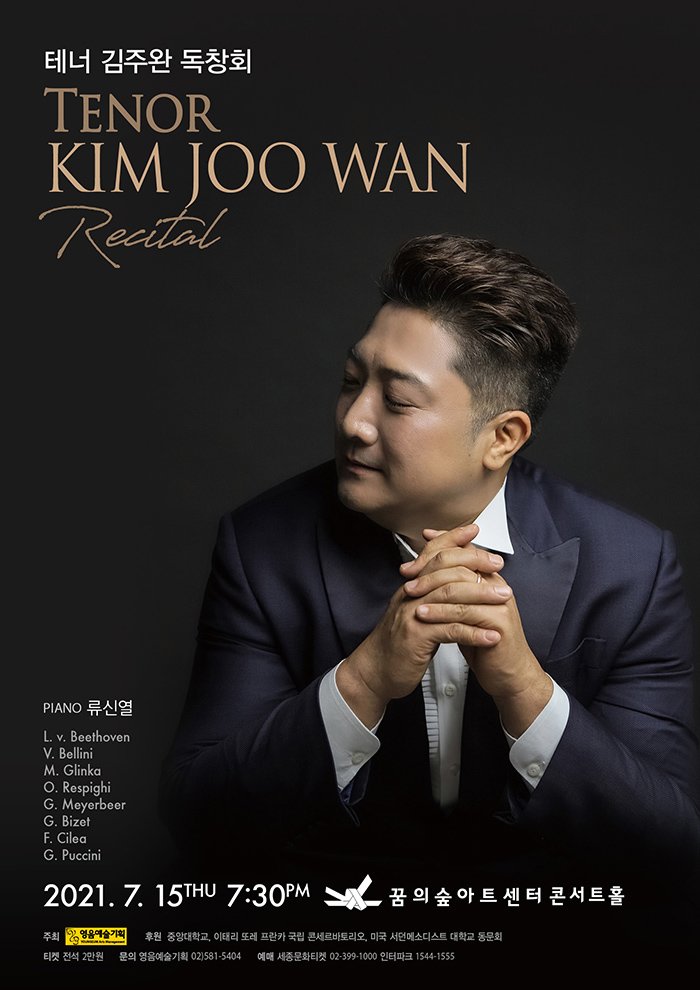 테너 김주완 독창회
TENOR
KIM JOO WAN
Recital
PIANO 류신열
L. v. Beethoven
V. Bellini
M. Glinka
O. Respighi
G. Meyerbeer
G. Bizet
F. Cilea
G. Puccini
2021. 7. 15THU 7:30PM 꿈의숲아트센터 콘서트홀
주최 영음예술기획 YOUNGEUM Arts Management 후원 중앙대학교, 이태리 또레 프란카 국립 콘세르바토리오, 미국 서던메소디스트 대학교 동문회
티켓 전석 2만원 문의 영음예술기획 02)581-5404 예매 세종문화티켓 02-399-1000 인터파크 1544-1555